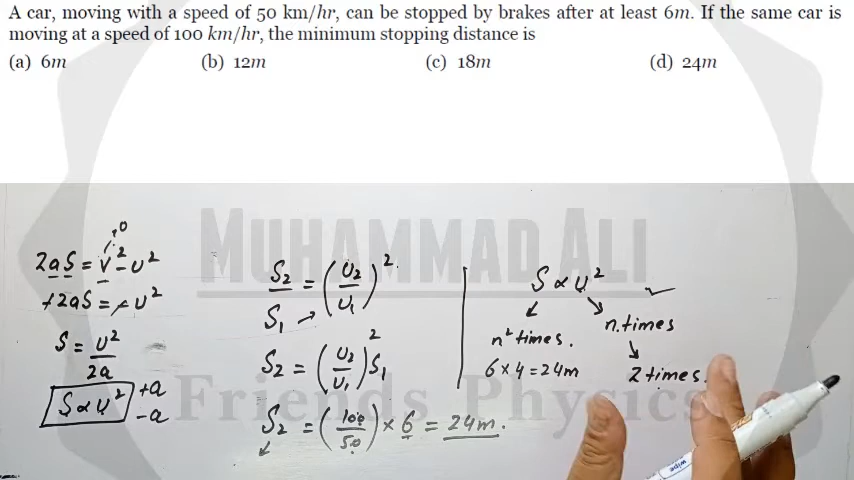 A car, moving with a speed of 50 km/hr, can be stopped by brakes after at least 6m. If the same car is
moving at a speed of 100 km/hr, the minimum stopping distance is
(a) 6m (b) 12m (c) 18m (d) 24m
MUHAMMAD ALI
Friends Physics
2aS = v² - u²
0
+2aS = -u²
S = u²/2a
S ∝ u²
+a
-a
S₂/S₁ = (u₂/u₁)²
S₂ = (u₂/u₁)² S₁
S₂ = (100/50) × 6 = 24m.
S ∝ u²
n² times.
n.times
6 × 4 = 24m
2 times.